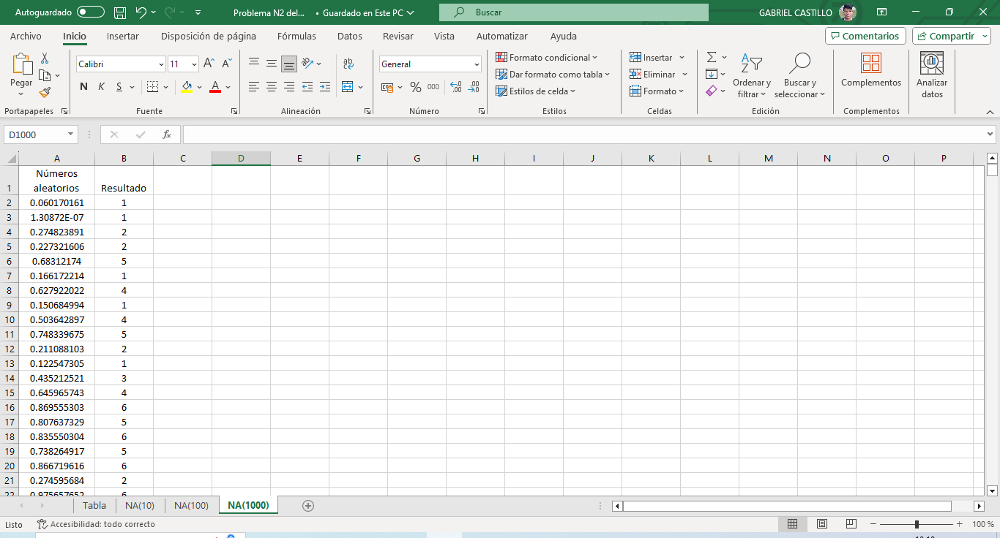 Autoguardado Problema N2 del... • Guardado en Este PC Buscar GABRIEL CASTILLO
Archivo Inicio Insertar Disposición de página Fórmulas Datos Revisar Vista Automatizar Ayuda Comentarios Compartir
Pegar
Calibri 11
N K S
General
% 000
Formato condicional
Dar formato como tabla
Estilos de celda
Insertar
Eliminar
Formato
Ordenar y filtrar
Buscar y seleccionar
Complementos
Analizar datos
Portapapeles Fuente Alineación Número Estilos Celdas Edición Complementos
D1000 fx
A B C D E F G H I J K L M N O P
1 Números aleatorios Resultado
2 0.060170161 1
3 1.30872E-07 1
4 0.274823891 2
5 0.227321606 2
6 0.68312174 5
7 0.166172214 1
8 0.627922022 4
9 0.150684994 1
10 0.503642897 4
11 0.748339675 5
12 0.211088103 2
13 0.122547305 1
14 0.435212521 3
15 0.645965743 4
16 0.869555303 6
17 0.807637329 5
18 0.835550304 6
19 0.738264917 5
20 0.866719616 6
21 0.274595684 2
22 0.975657652 6
Tabla NA(10) NA(100) NA(1000)
Listo Accesibilidad: todo correcto 100 %